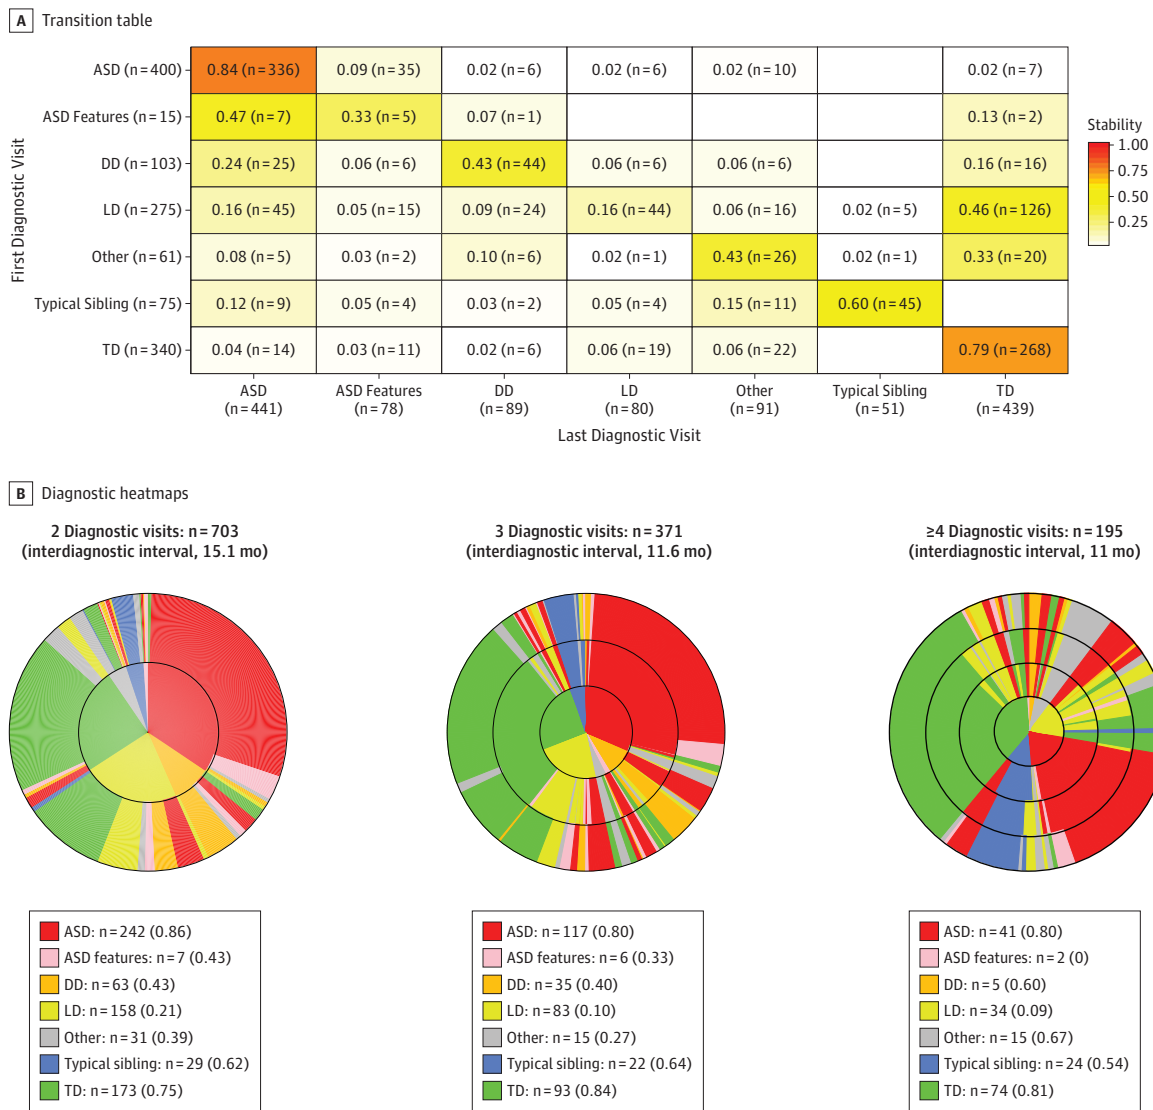 A Transition table
ASD (n=400) 0.84 (n=336) 0.09 (n=35) 0.02 (n=6) 0.02 (n=6) 0.02 (n=10) 0.02 (n=7)
ASD Features (n=15) 0.47 (n=7) 0.33 (n=5) 0.07 (n=1) 0.13 (n=2)
DD (n=103) 0.24 (n=25) 0.06 (n=6) 0.43 (n=44) 0.06 (n=6) 0.06 (n=6) 0.16 (n=16)
LD (n=275) 0.16 (n=45) 0.05 (n=15) 0.09 (n=24) 0.16 (n=44) 0.06 (n=16) 0.02 (n=5) 0.46 (n=126)
Other (n=61) 0.08 (n=5) 0.03 (n=2) 0.10 (n=6) 0.02 (n=1) 0.43 (n=26) 0.02 (n=1) 0.33 (n=20)
Typical Sibling (n=75) 0.12 (n=9) 0.05 (n=4) 0.03 (n=2) 0.05 (n=4) 0.15 (n=11) 0.60 (n=45)
TD (n=340) 0.04 (n=14) 0.03 (n=11) 0.02 (n=6) 0.06 (n=19) 0.06 (n=22) 0.79 (n=268)
First Diagnostic Visit
ASD ASD Features DD LD Other Typical Sibling TD
(n=441) (n=78) (n=89) (n=80) (n=91) (n=51) (n=439)
Last Diagnostic Visit
Stability
1.00
0.75
0.50
0.25
B Diagnostic heatmaps
2 Diagnostic visits: n=703
(interdiagnostic interval, 15.1 mo)
ASD: n=242 (0.86)
ASD features: n=7 (0.43)
DD: n=63 (0.43)
LD: n=158 (0.21)
Other: n=31 (0.39)
Typical sibling: n=29 (0.62)
TD: n=173 (0.75)
3 Diagnostic visits: n=371
(interdiagnostic interval, 11.6 mo)
ASD: n=117 (0.80)
ASD features: n=6 (0.33)
DD: n=35 (0.40)
LD: n=83 (0.10)
Other: n=15 (0.27)
Typical sibling: n=22 (0.64)
TD: n=93 (0.84)
≥4 Diagnostic visits: n=195
(interdiagnostic interval, 11 mo)
ASD: n=41 (0.80)
ASD features: n=2 (0)
DD: n=5 (0.60)
LD: n=34 (0.09)
Other: n=15 (0.67)
Typical sibling: n=24 (0.54)
TD: n=74 (0.81)